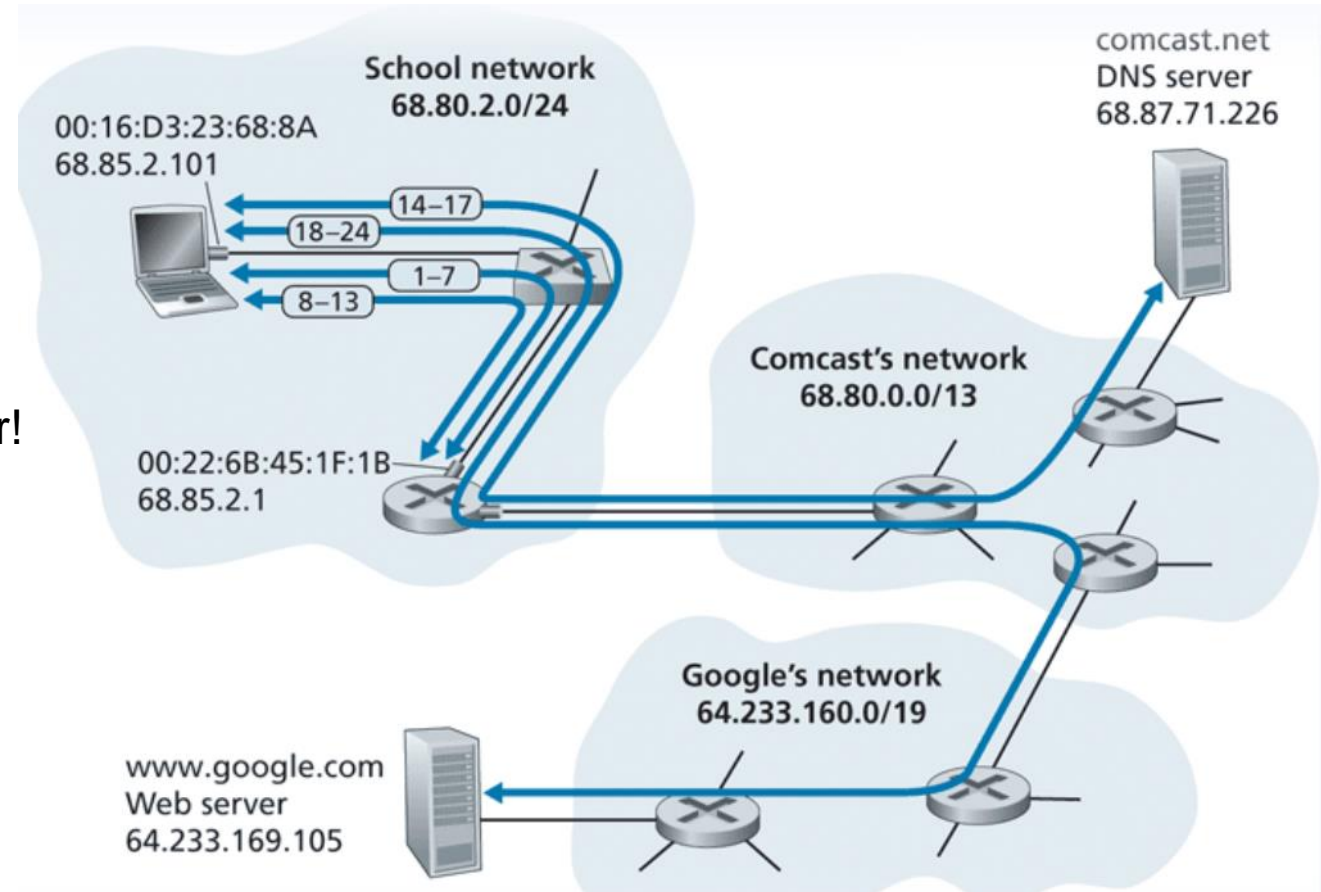 School network
68.80.2.0/24
00:16:D3:23:68:8A
68.85.2.101
14–17
18–24
1–7
8–13
r!
00:22:6B:45:1F:1B
68.85.2.1
comcast.net
DNS server
68.87.71.226
Comcast's network
68.80.0.0/13
Google's network
64.233.160.0/19
www.google.com
Web server
64.233.169.105